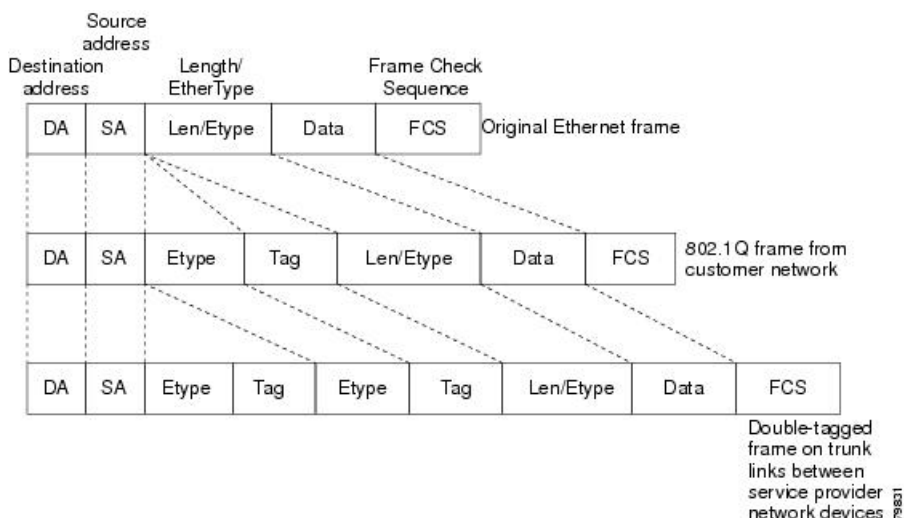 Source
address
Destination
address
Length/
EtherType
Frame Check
Sequence
DA SA Len/Etype Data FCS Original Ethernet frame
DA SA Etype Tag Len/Etype Data FCS 802.1Q frame from
customer network
DA SA Etype Tag Etype Tag Len/Etype Data FCS
Double-tagged
frame on trunk
links between
service provider
network devices
79831